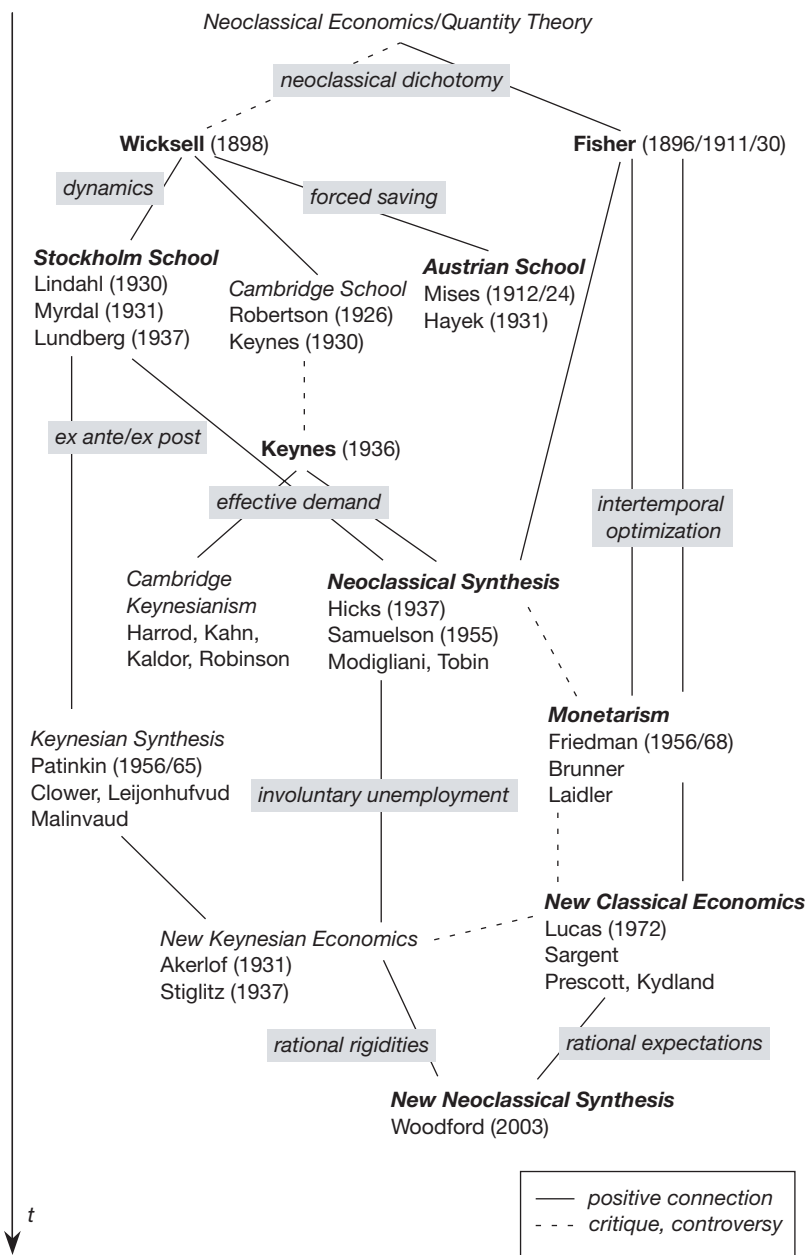 Neoclassical Economics/Quantity Theory
neoclassical dichotomy
Wicksell (1898)
Fisher (1896/1911/30)
dynamics
forced saving
Stockholm School
Lindahl (1930)
Myrdal (1931)
Lundberg (1937)
Cambridge School
Robertson (1926)
Keynes (1930)
Austrian School
Mises (1912/24)
Hayek (1931)
ex ante/ex post
Keynes (1936)
effective demand
intertemporal
optimization
Cambridge
Keynesianism
Harrod, Kahn,
Kaldor, Robinson
Neoclassical Synthesis
Hicks (1937)
Samuelson (1955)
Modigliani, Tobin
Monetarism
Friedman (1956/68)
Brunner
Laidler
Keynesian Synthesis
Patinkin (1956/65)
Clower, Leijonhufvud
Malinvaud
involuntary unemployment
New Classical Economics
Lucas (1972)
Sargent
Prescott, Kydland
New Keynesian Economics
Akerlof (1931)
Stiglitz (1937)
rational rigidities
rational expectations
New Neoclassical Synthesis
Woodford (2003)
positive connection
critique, controversy
t